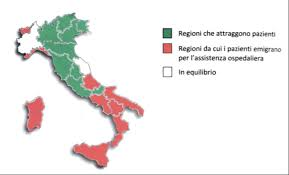 Regioni che attraggono pazienti
Regioni da cui i pazienti emigrano
per l'assistenza ospedaliera
In equilibrio